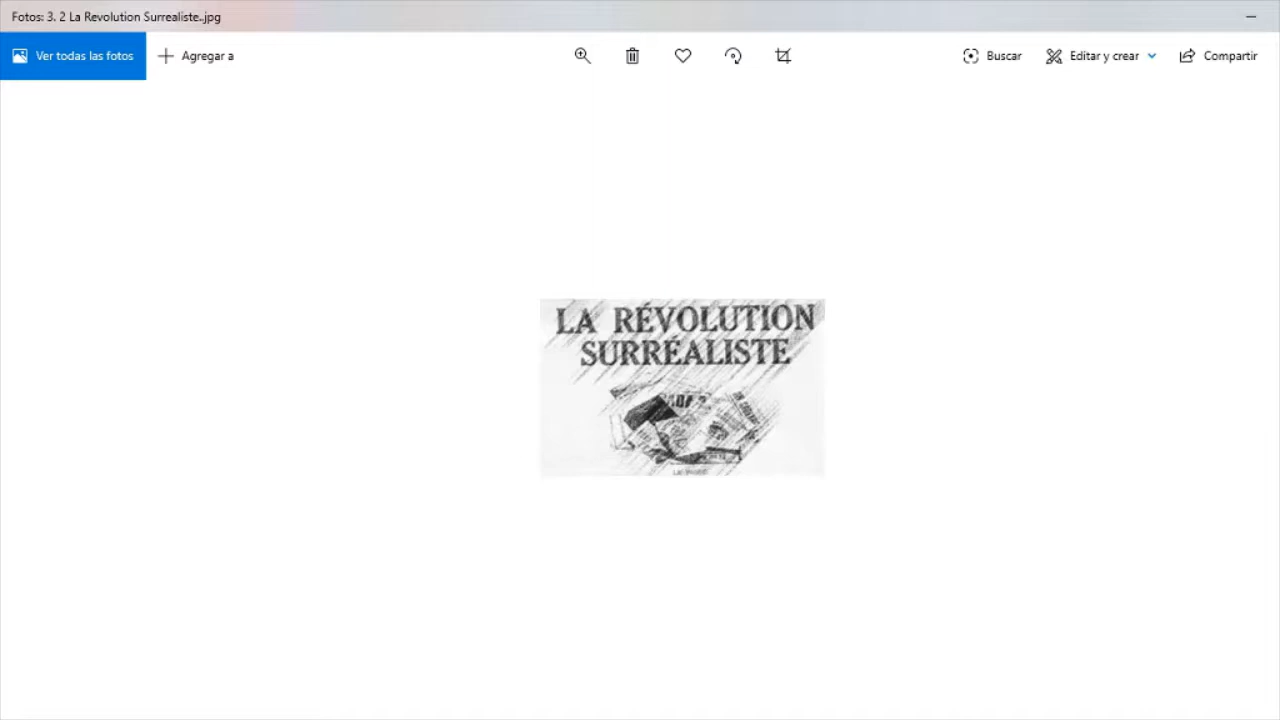 Fotos: 3. 2 La Revolution Surrealiste..jpg
Ver todas las fotos
Agregar a
Buscar
Editar y crear
Compartir
LA RÉVOLUTION
SURRÉALISTE